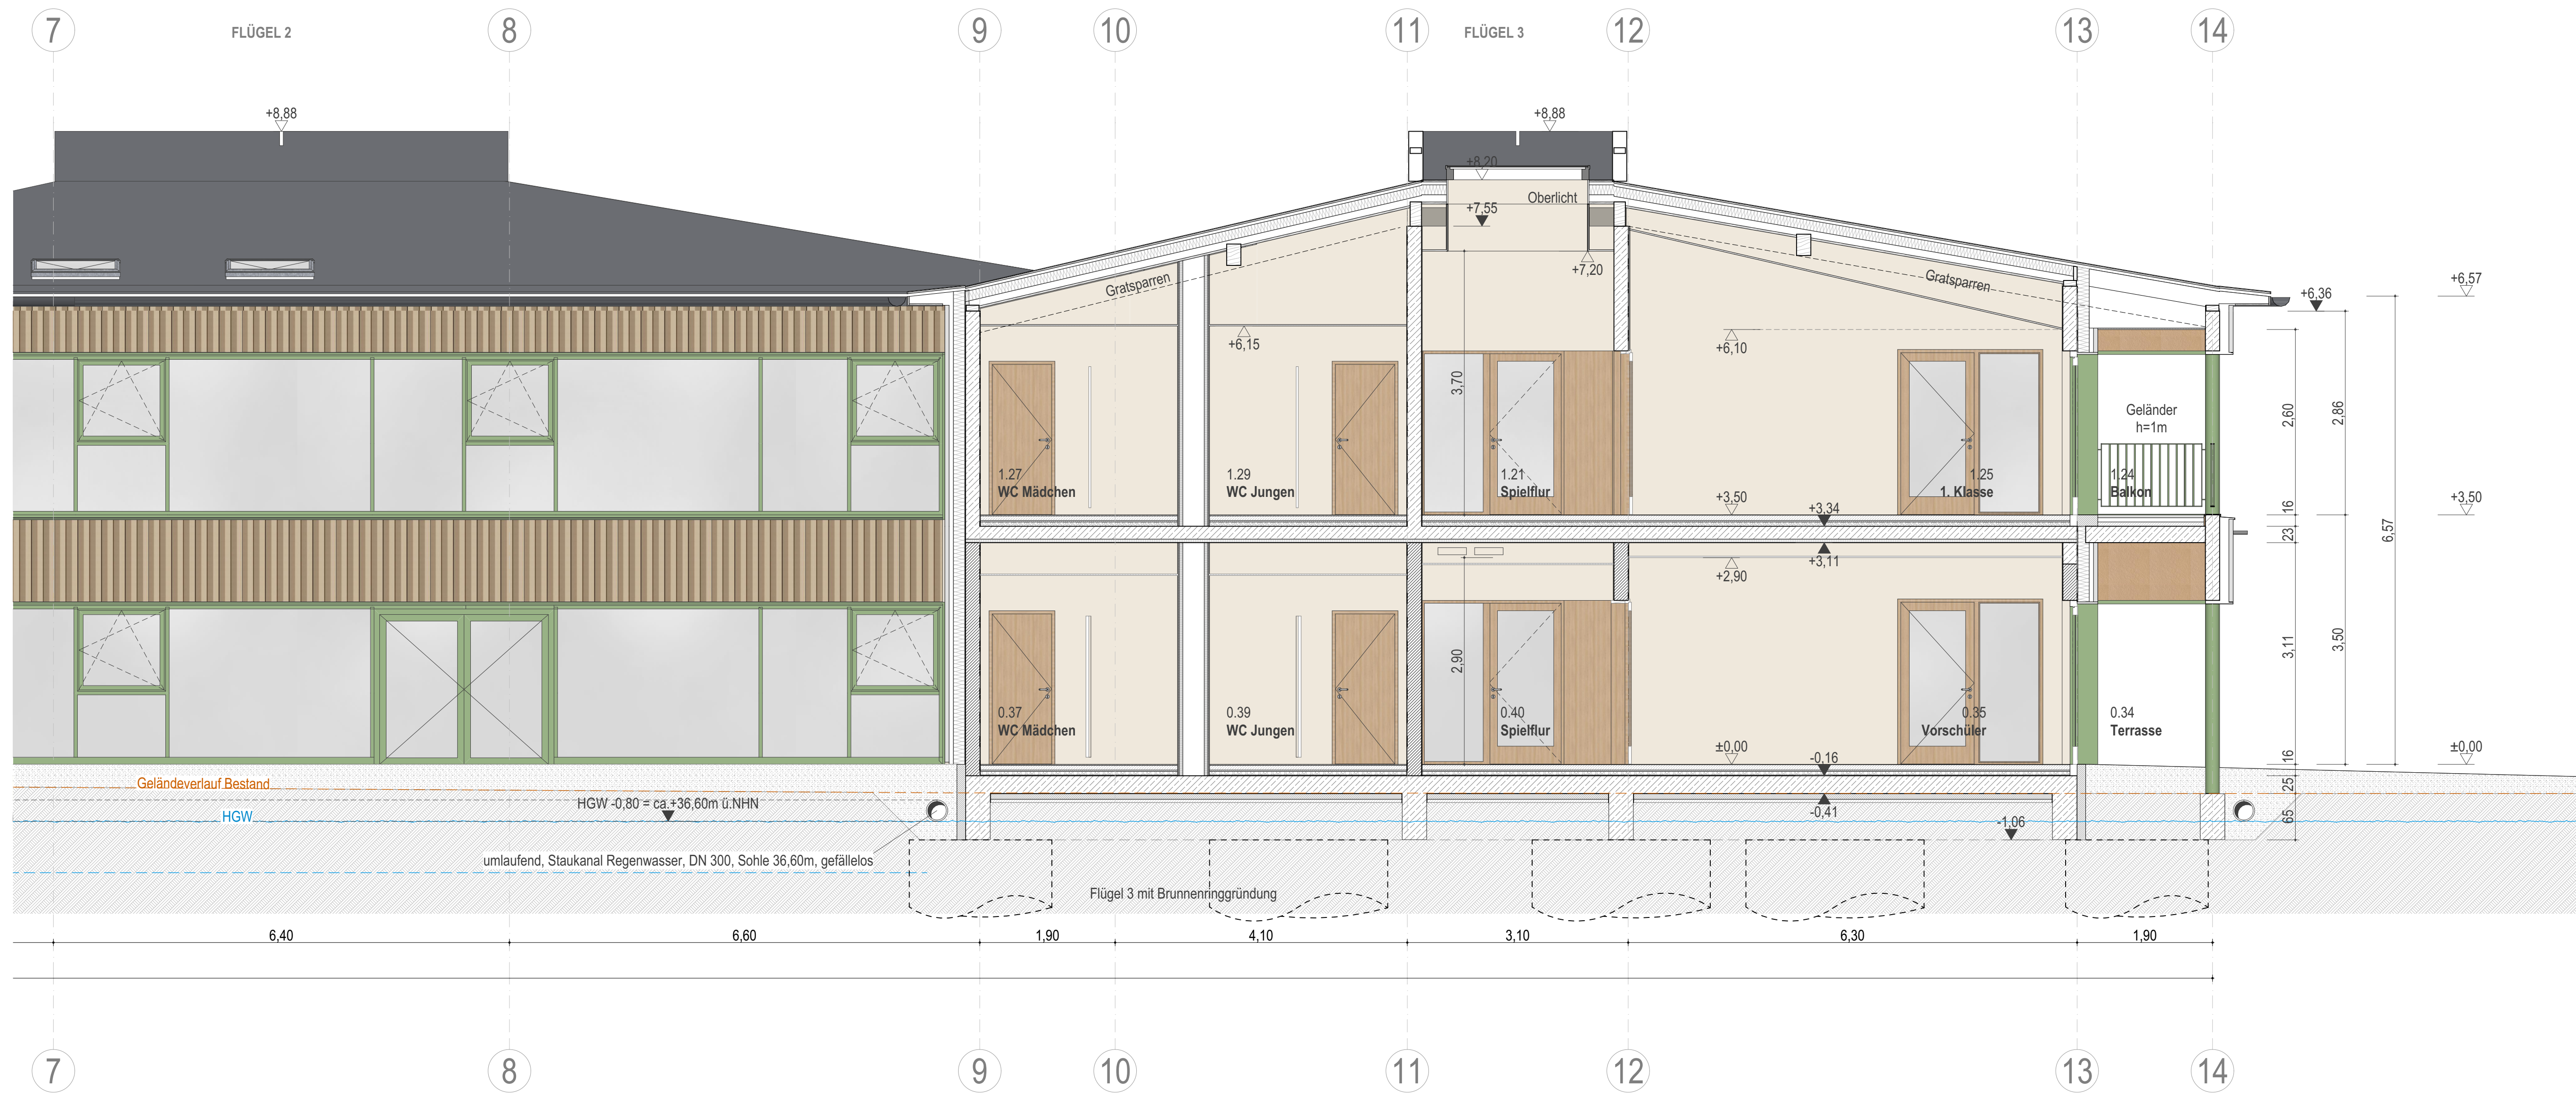 7
FLÜGEL 2
8
9
10
11
FLÜGEL 3
12
13
14
+8,88
+8,88
+8,20
Oberlicht
+7,55
+7,20
Gratsparren
Gratsparren
+6,57
+6,36
+6,15
+6,10
3,70
2,60
2,86
Geländer
h=1m
1.27
WC Mädchen
1.29
WC Jungen
1.21
Spielflur
1.25
1. Klasse
1.24
Balkon
+3,50
+3,34
16
+3,50
23
6,57
+3,11
+2,90
2,90
3,11
3,50
0.37
WC Mädchen
0.39
WC Jungen
0.40
Spielflur
0.35
Vorschüler
0.34
Terrasse
±0,00
-0,16
16
±0,00
Geländeverlauf Bestand
25
HGW -0,80 = ca.+36,60m ü.NHN
HGW
-0,41
-1,06
65
umlaufend, Staukanal Regenwasser, DN 300, Sohle 36,60m, gefällelos
Flügel 3 mit Brunnenringgründung
6,40
6,60
1,90
4,10
3,10
6,30
1,90
7
8
9
10
11
12
13
14